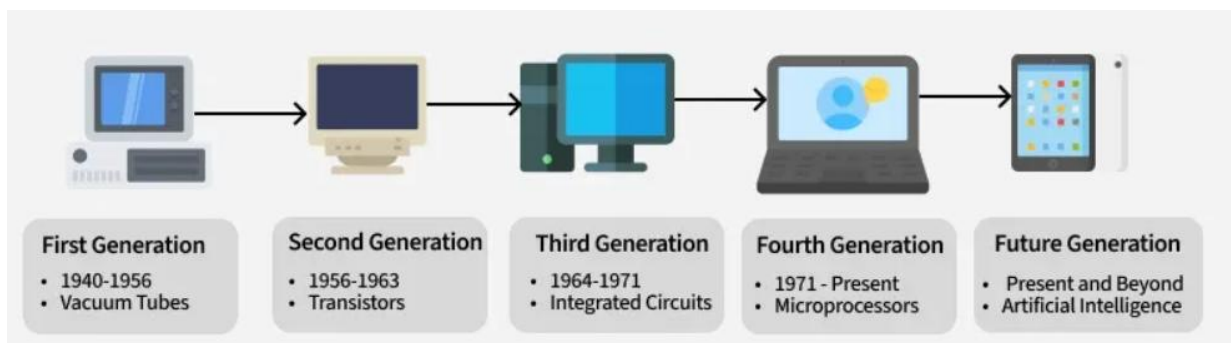 First Generation
• 1940-1956
• Vacuum Tubes
Second Generation
• 1956-1963
• Transistors
Third Generation
• 1964-1971
• Integrated Circuits
Fourth Generation
• 1971 - Present
• Microprocessors
Future Generation
• Present and Beyond
• Artificial Intelligence